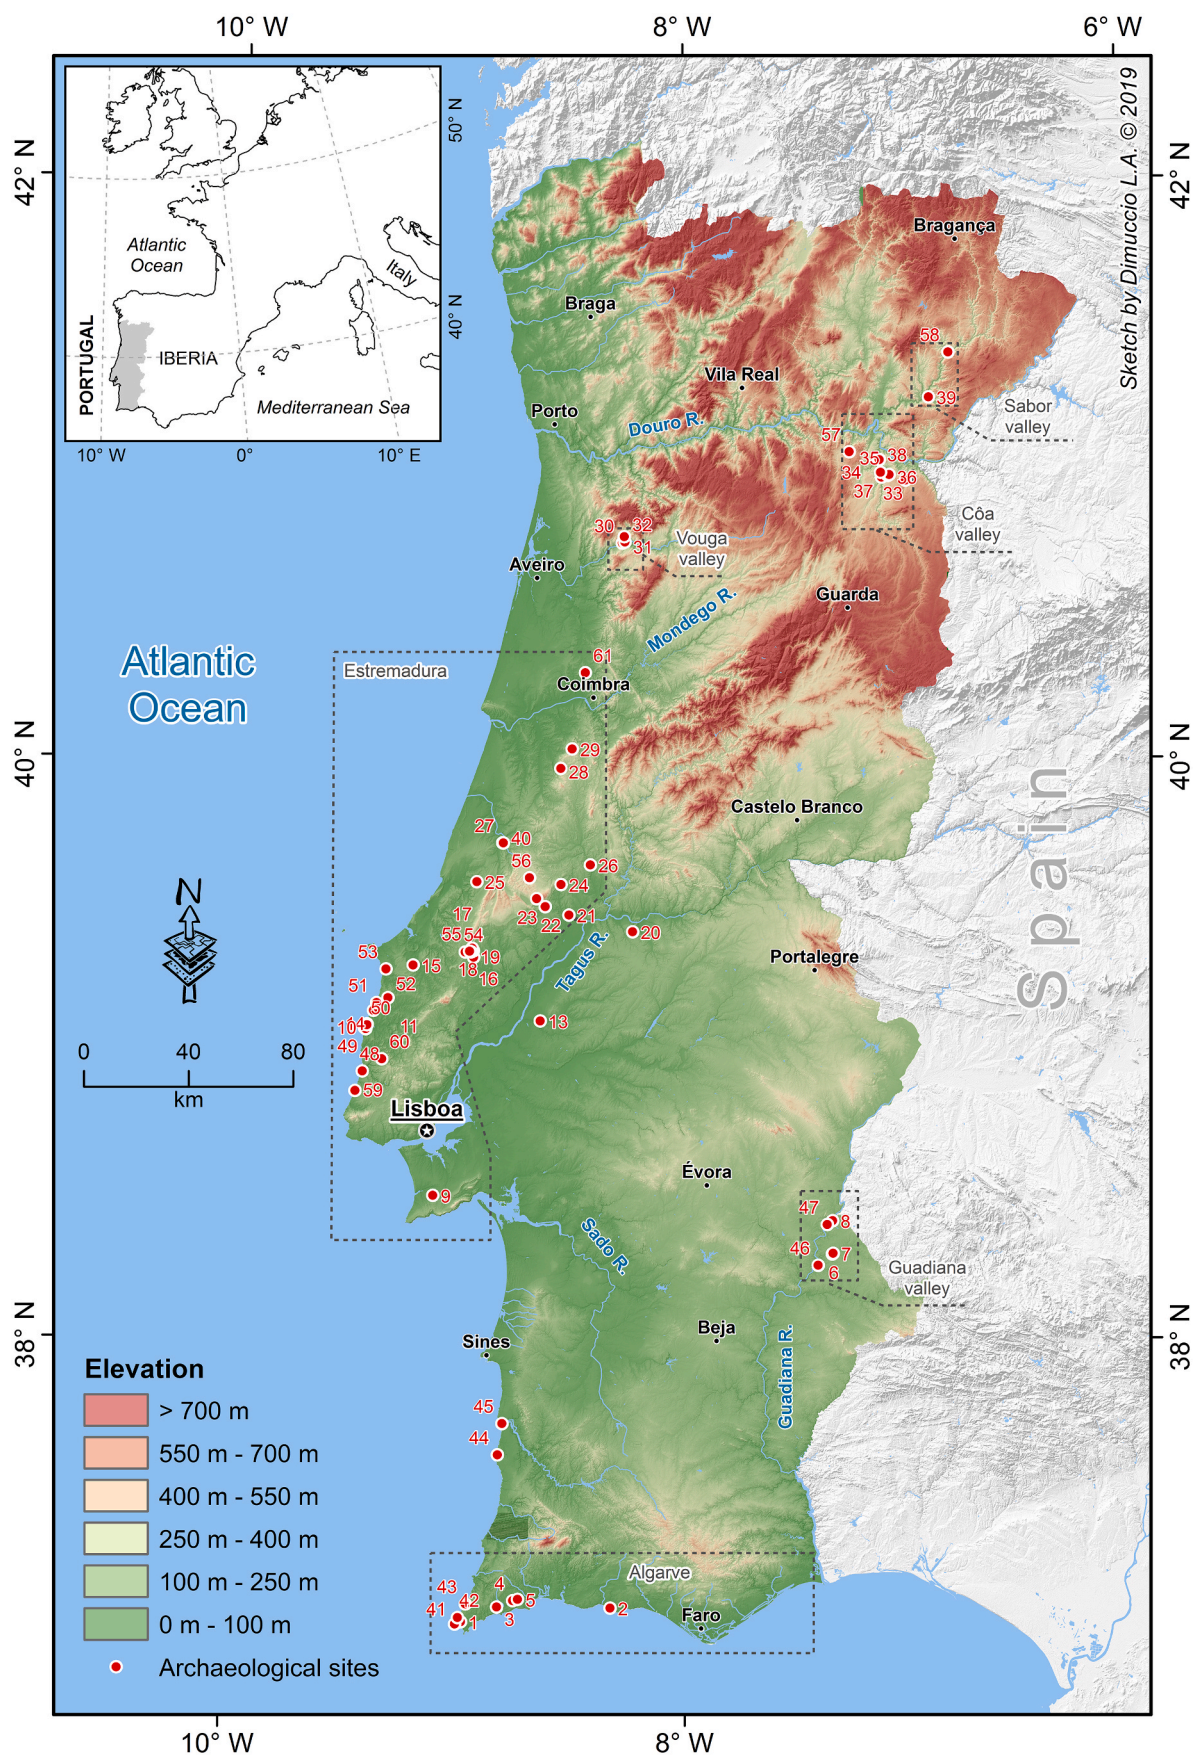 10° W
8° W
6° W
42° N
40° N
38° N
42° N
40° N
38° N
10° W
8° W
Sketch by Dimuccio L.A. © 2019
Atlantic
Ocean
Italy
PORTUGAL
IBERIA
Mediterranean Sea
50° N
40° N
10° W
0°
10° E
Bragança
Braga
58
Vila Real
39
Sabor
valley
Porto
Douro R.
57
35
38
34
36
37
33
Côa
valley
30
32
31
Vouga
valley
Aveiro
Guarda
Mondego R.
Atlantic
Ocean
Estremadura
61
Coimbra
29
28
Castelo Branco
Spain
27
40
56
26
25
24
17
23
22
21
20
55
54
Tagus R.
Portalegre
53
15
19
18
16
51
52
50
13
10
11
49
48
60
59
N
0
40
80
km
Lisboa
9
Évora
Sado R.
47
8
46
7
6
Guadiana
valley
Sines
Beja
Guadiana R.
45
44
Algarve
43
4
42
5
41
1
3
2
Faro
Elevation
> 700 m
550 m - 700 m
400 m - 550 m
250 m - 400 m
100 m - 250 m
0 m - 100 m
Archaeological sites